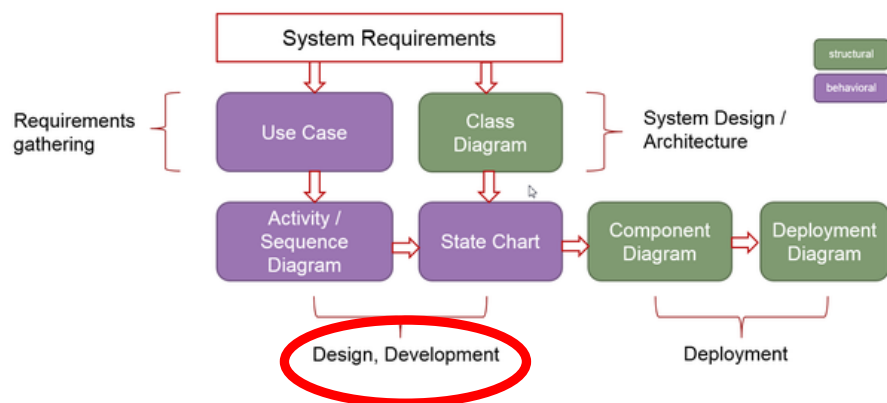 System Requirements
structural
behavioral
Requirements
gathering
Use Case
Class
Diagram
System Design /
Architecture
Activity /
Sequence
Diagram
State Chart
Component
Diagram
Deployment
Diagram
Design, Development
Deployment